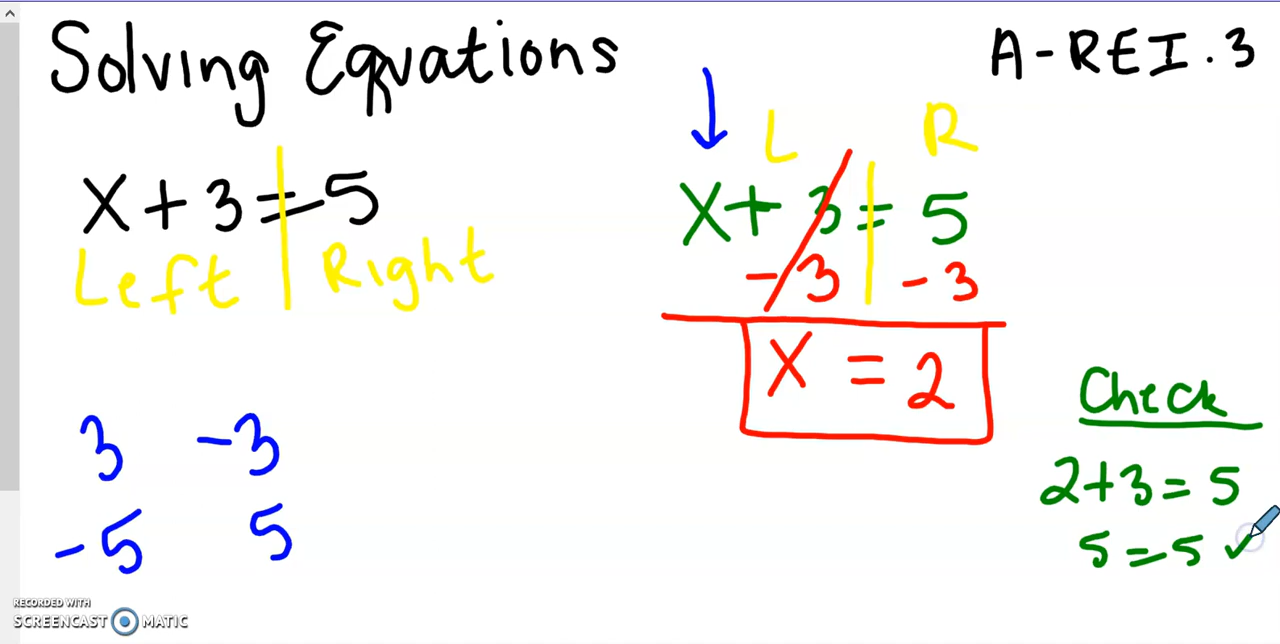 Solving Equations
A-REI.3
x + 3 = 5
Left Right
L R
x + 3 = 5
-3 -3
x = 2
3 -3
-5 5
Check
2+3=5
5=5 ✓
RECORDED WITH
SCREENCAST MATIC